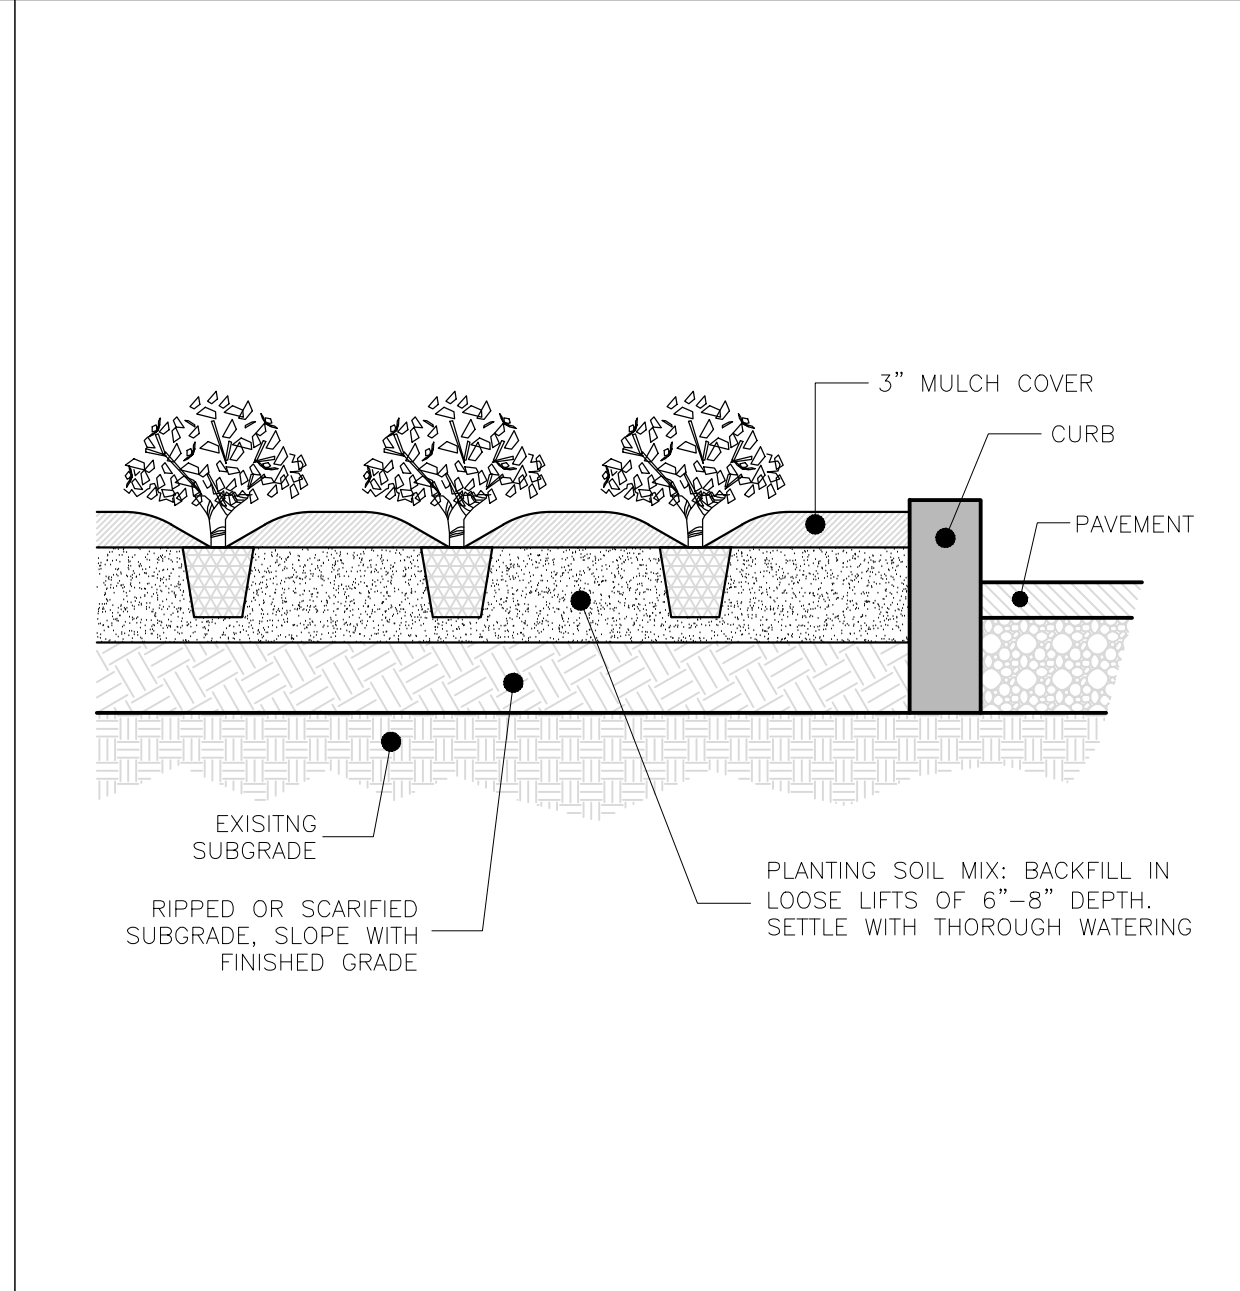 3” MULCH COVER
CURB
PAVEMENT
EXISITNG
SUBGRADE
RIPPED OR SCARIFIED
SUBGRADE, SLOPE WITH
FINISHED GRADE
PLANTING SOIL MIX: BACKFILL IN
LOOSE LIFTS OF 6”–8” DEPTH.
SETTLE WITH THOROUGH WATERING